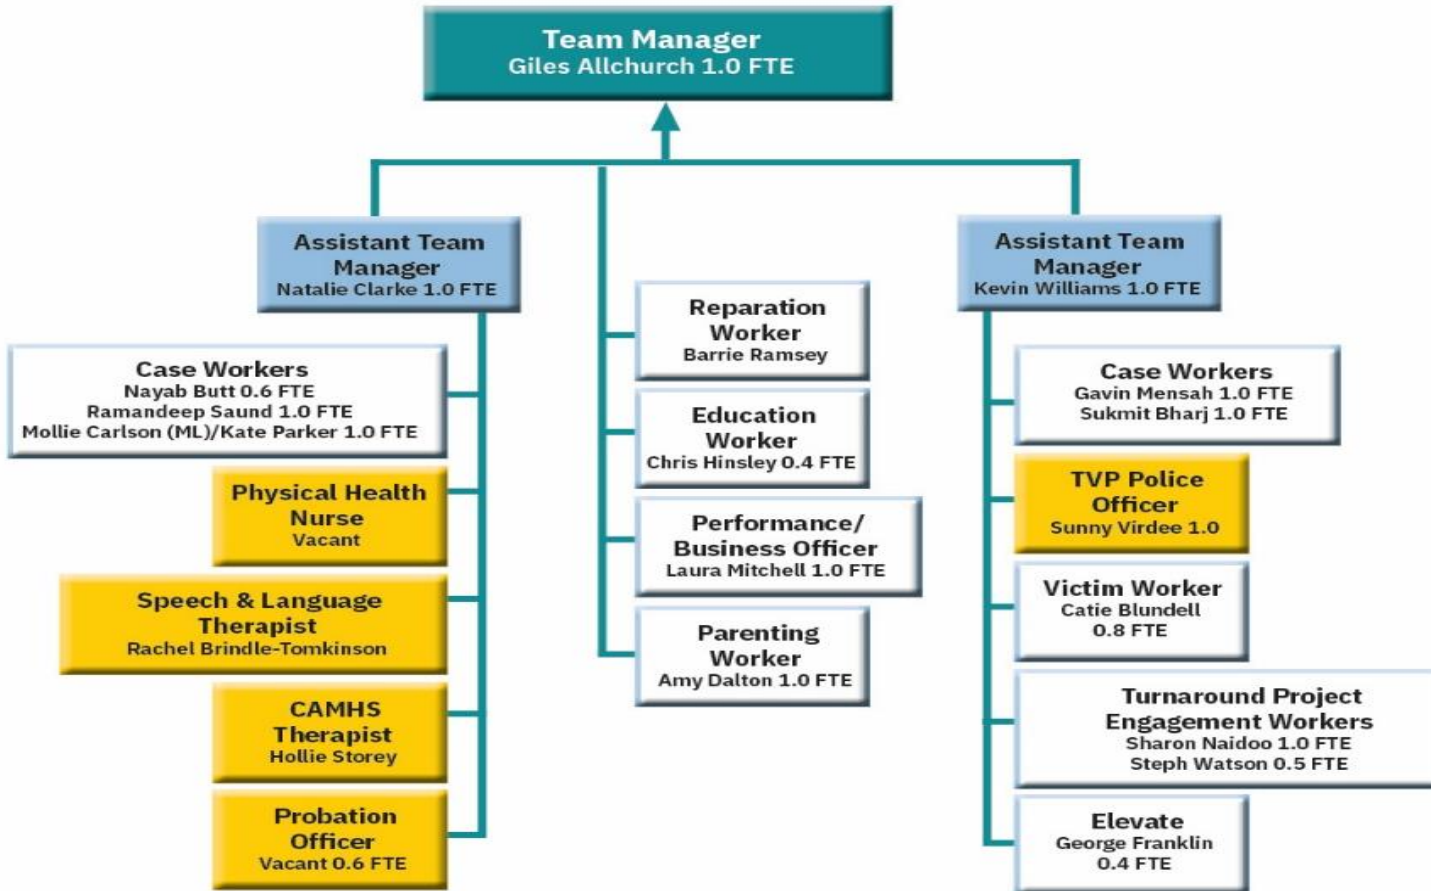 Team Manager
Giles Allchurch 1.0 FTE
Assistant Team
Manager
Natalie Clarke 1.0 FTE
Case Workers
Nayab Butt 0.6 FTE
Ramandeep Saund 1.0 FTE
Mollie Carlson (ML)/Kate Parker 1.0 FTE
Physical Health
Nurse
Vacant
Speech & Language
Therapist
Rachel Brindle-Tomkinson
CAMHS
Therapist
Hollie Storey
Probation
Officer
Vacant 0.6 FTE
Reparation
Worker
Barrie Ramsey
Education
Worker
Chris Hinsley 0.4 FTE
Performance/
Business Officer
Laura Mitchell 1.0 FTE
Parenting
Worker
Amy Dalton 1.0 FTE
Assistant Team
Manager
Kevin Williams 1.0 FTE
Case Workers
Gavin Mensah 1.0 FTE
Sukmit Bharj 1.0 FTE
TVP Police
Officer
Sunny Virdee 1.0
Victim Worker
Catie Blundell
0.8 FTE
Turnaround Project
Engagement Workers
Sharon Naidoo 1.0 FTE
Steph Watson 0.5 FTE
Elevate
George Franklin
0.4 FTE